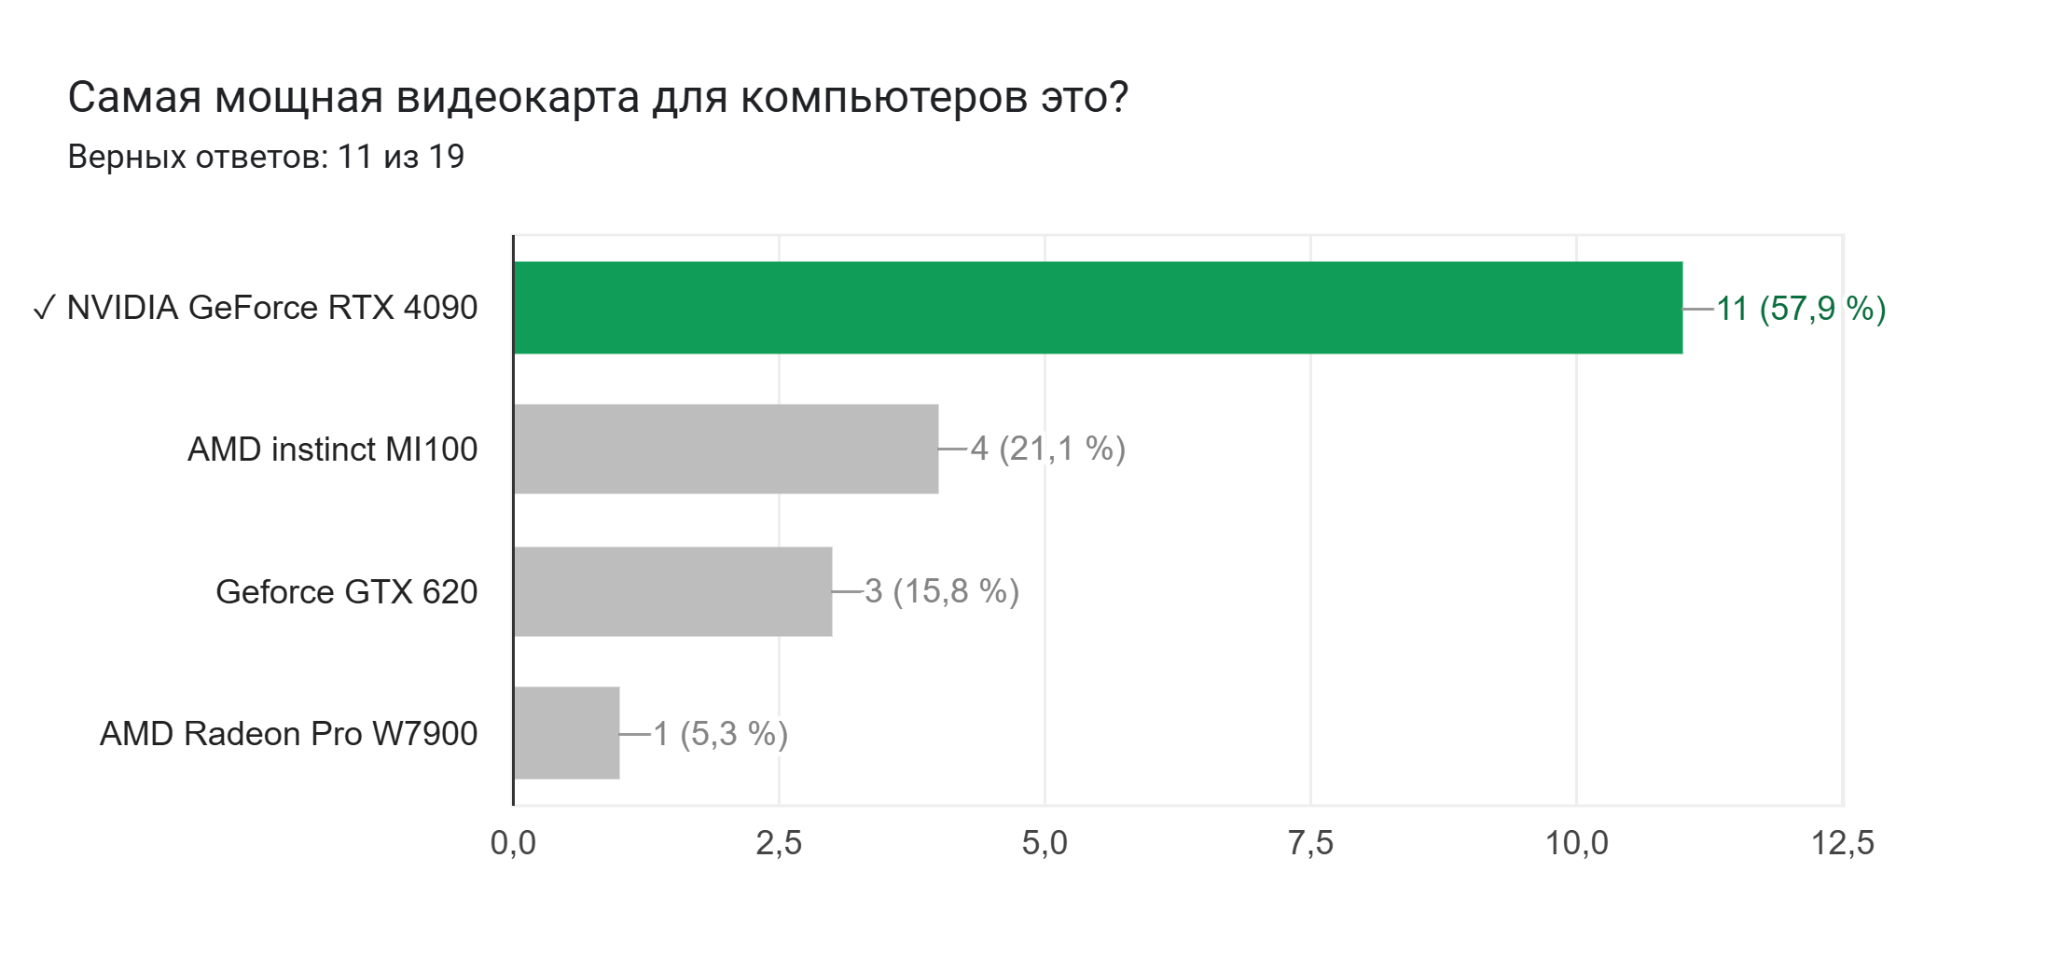 Самая мощная видеокарта для компьютеров это?
Верных ответов: 11 из 19
✓ NVIDIA GeForce RTX 4090
11 (57,9 %)
AMD instinct MI100
4 (21,1 %)
Geforce GTX 620
3 (15,8 %)
AMD Radeon Pro W7900
1 (5,3 %)
0,0 2,5 5,0 7,5 10,0 12,5